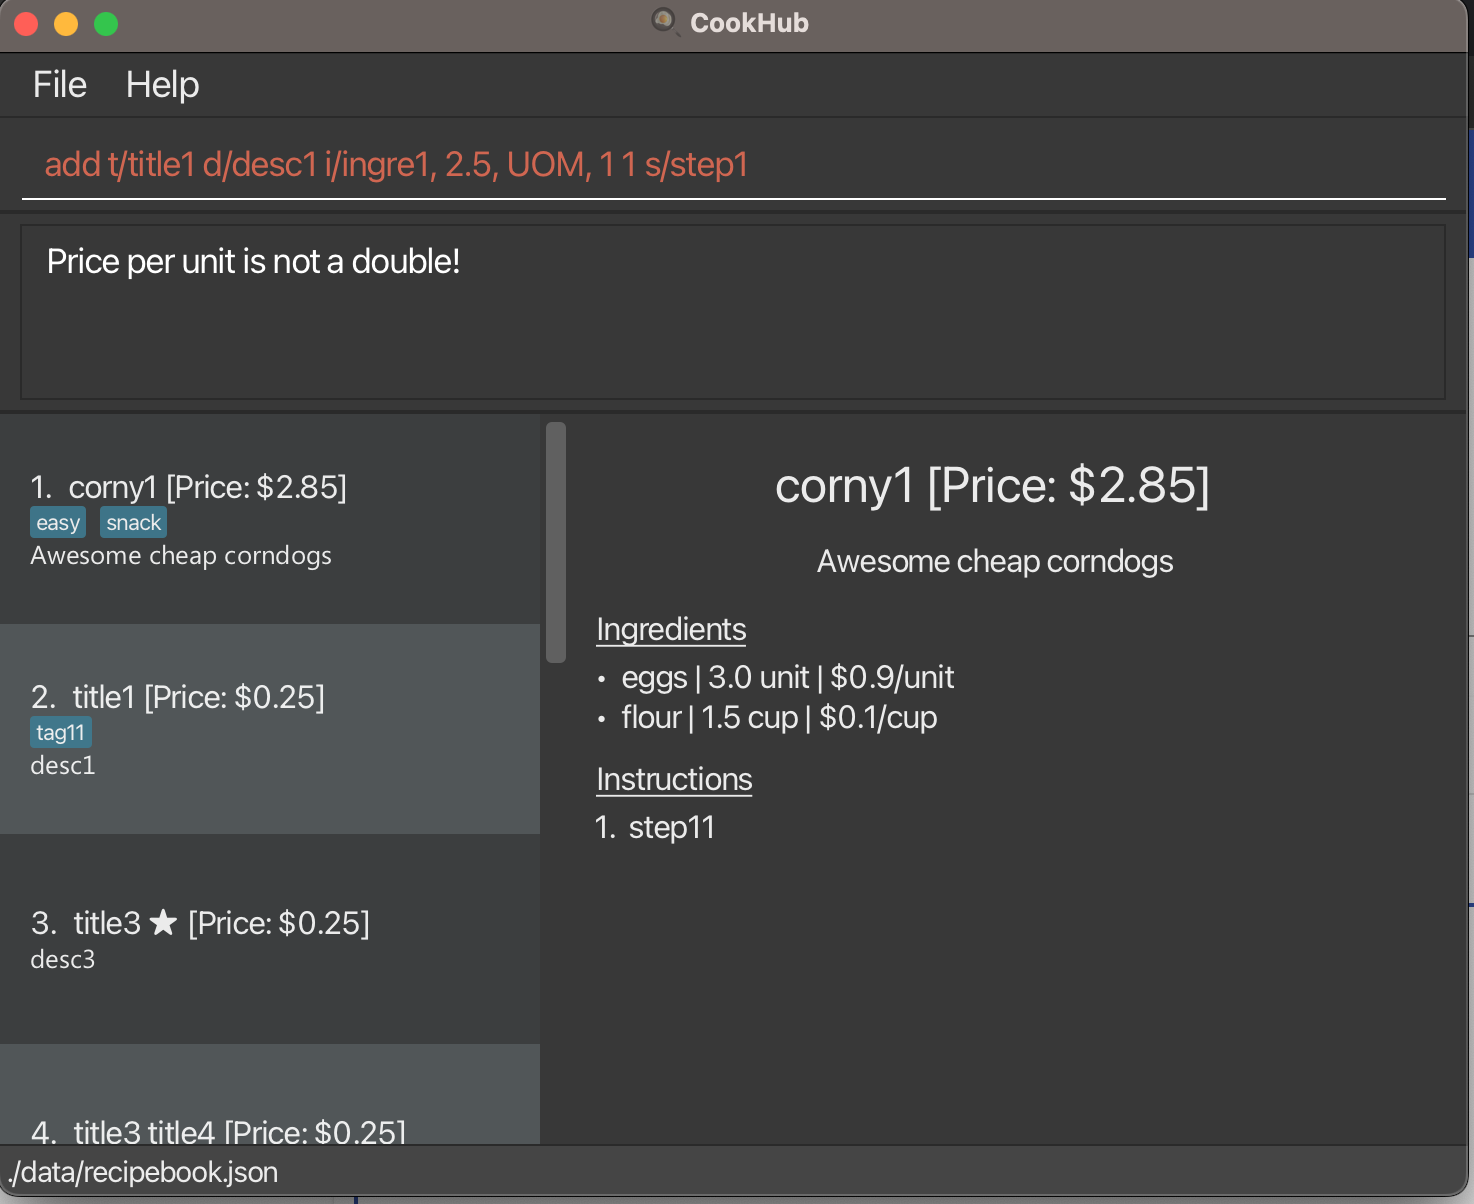 CookHub
File Help
add t/title1 d/desc1 i/ingre1, 2.5, UOM, 1 1 s/step1
Price per unit is not a double!
1. corny1 [Price: $2.85]
easy snack
Awesome cheap corndogs
2. title1 [Price: $0.25]
tag11
desc1
3. title3 ★ [Price: $0.25]
desc3
4. title3 title4 [Price: $0.25]
corny1 [Price: $2.85]
Awesome cheap corndogs
Ingredients
• eggs | 3.0 unit | $0.9/unit
• flour | 1.5 cup | $0.1/cup
Instructions
1. step11
./data/recipebook.json